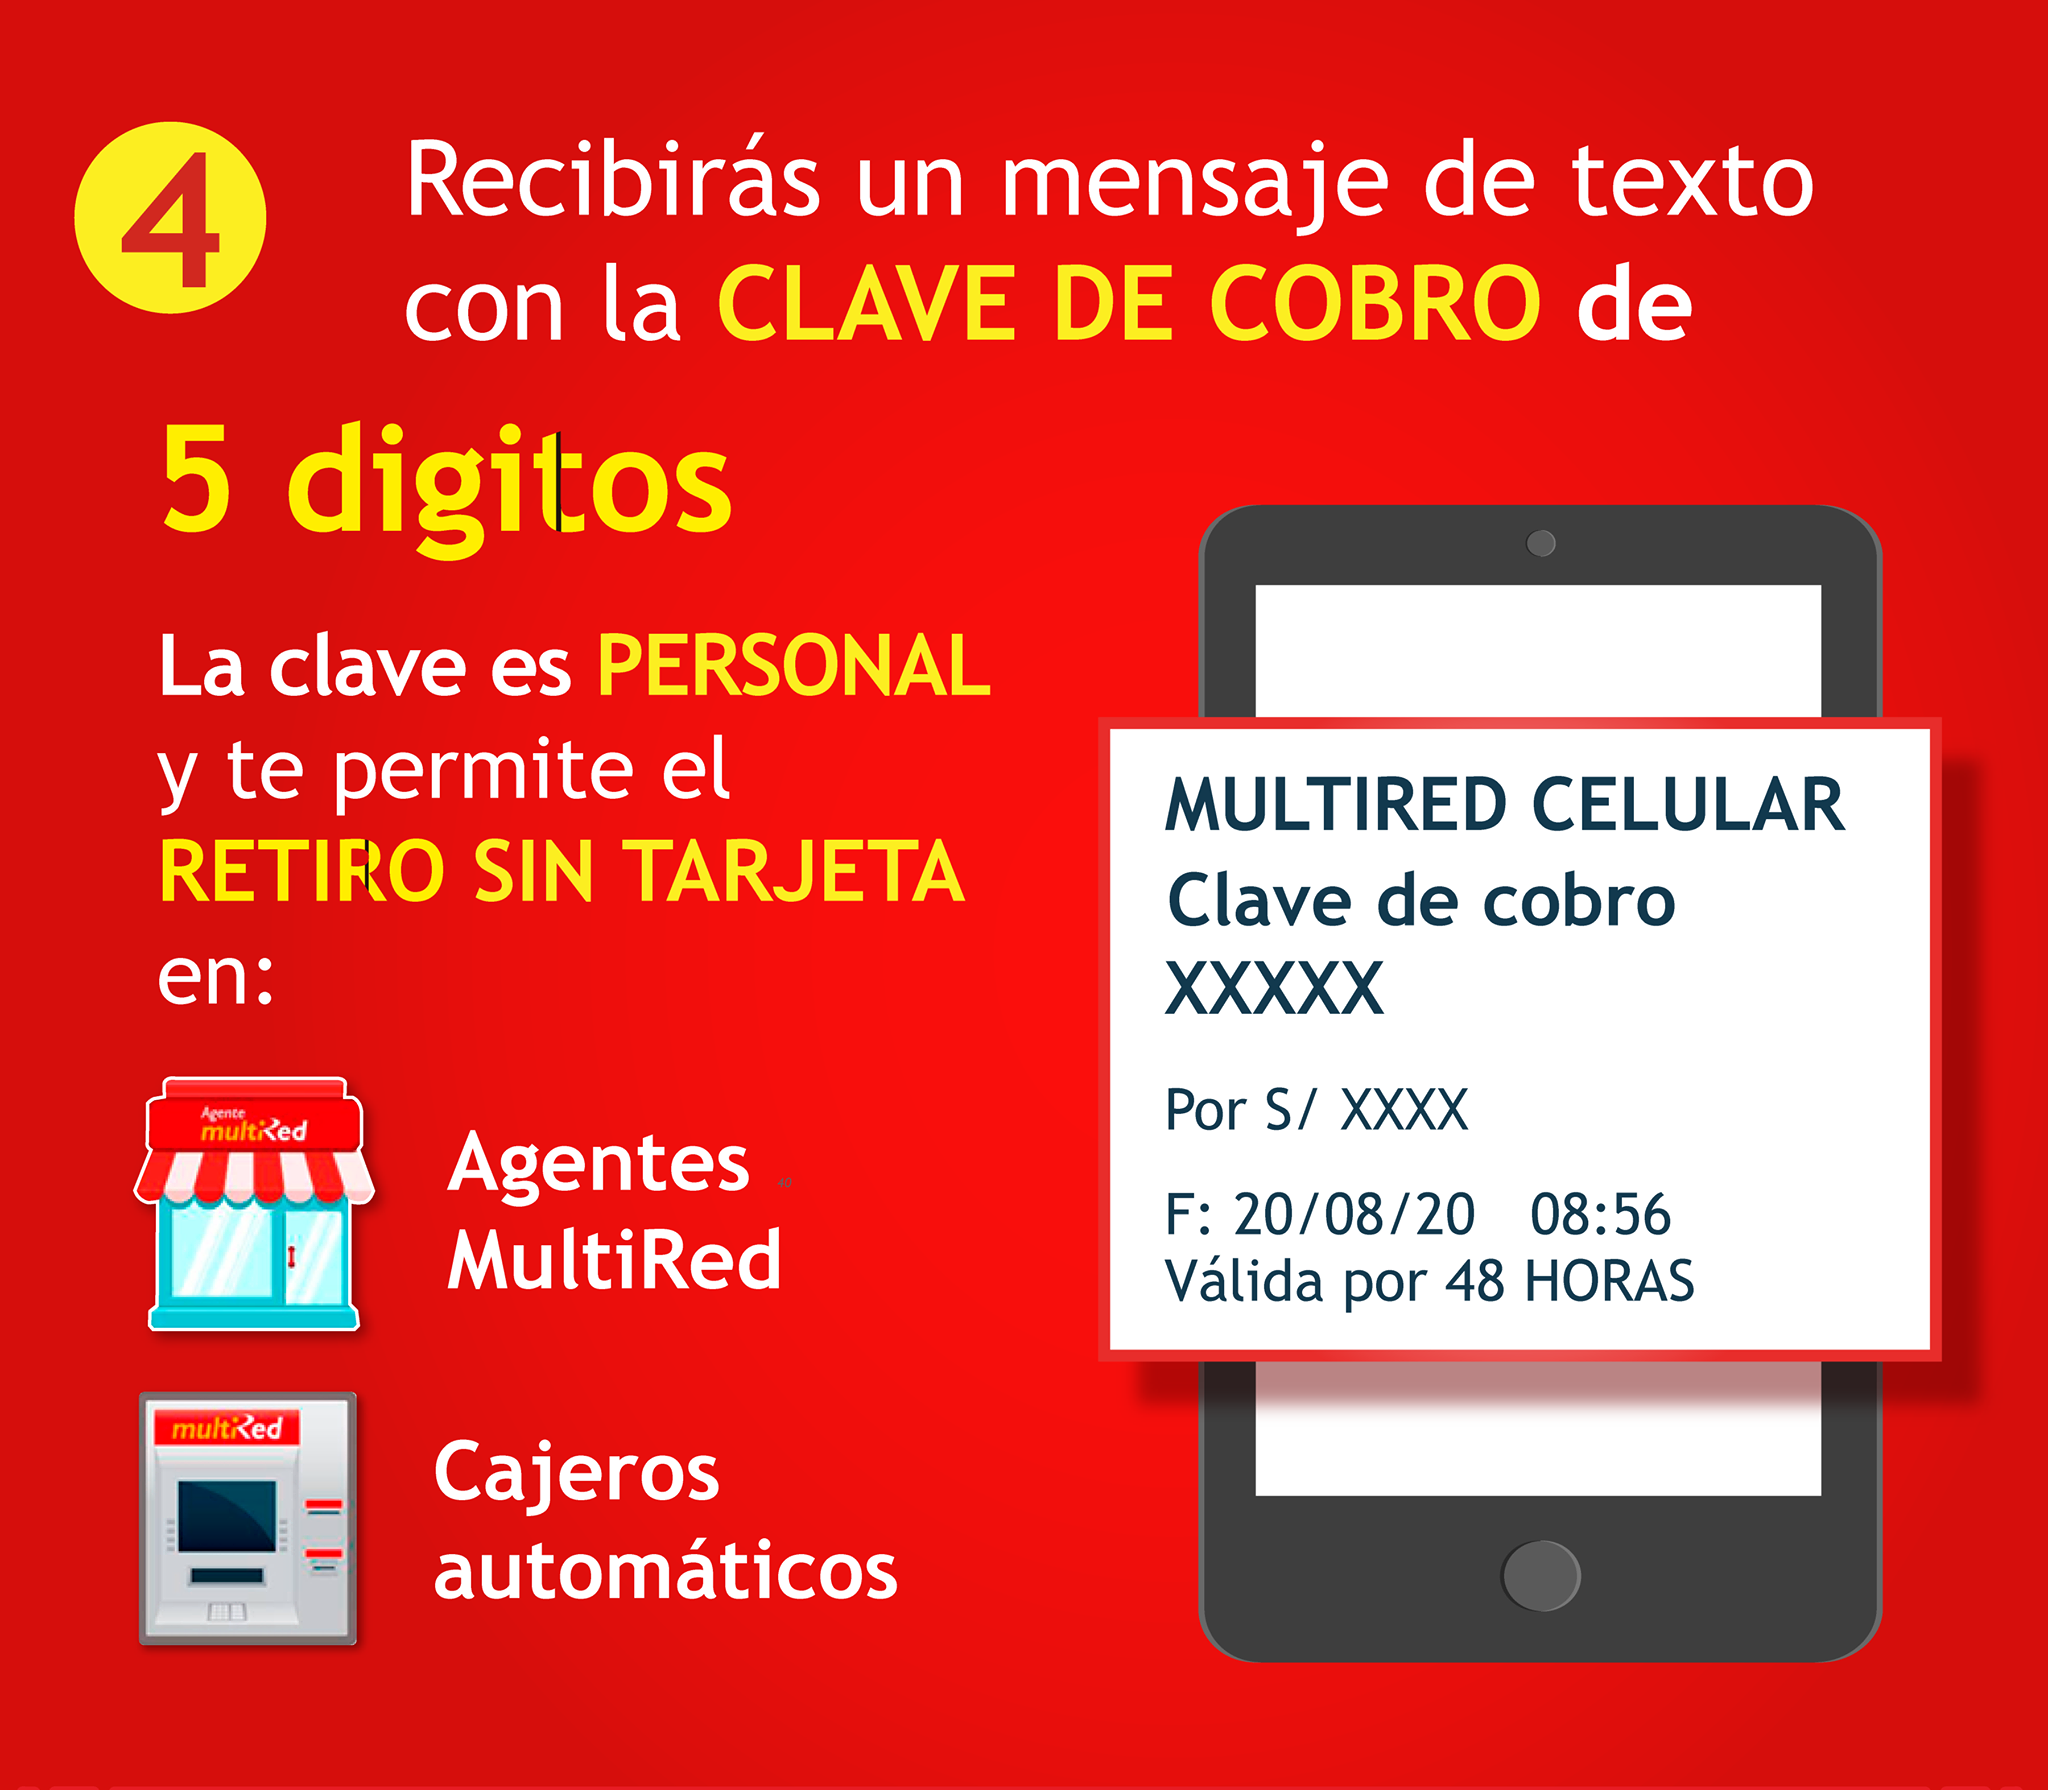 4
Recibirás un mensaje de texto
con la CLAVE DE COBRO de
5 digitos
La clave es PERSONAL
y te permite el
RETIRO SIN TARJETA
en:
Agente
multiRed
Agentes
40
MultiRed
multiRed
Cajeros
automáticos
MULTIRED CELULAR
Clave de cobro
XXXXX
Por S/ XXXX
F: 20/08/20 08:56
Válida por 48 HORAS